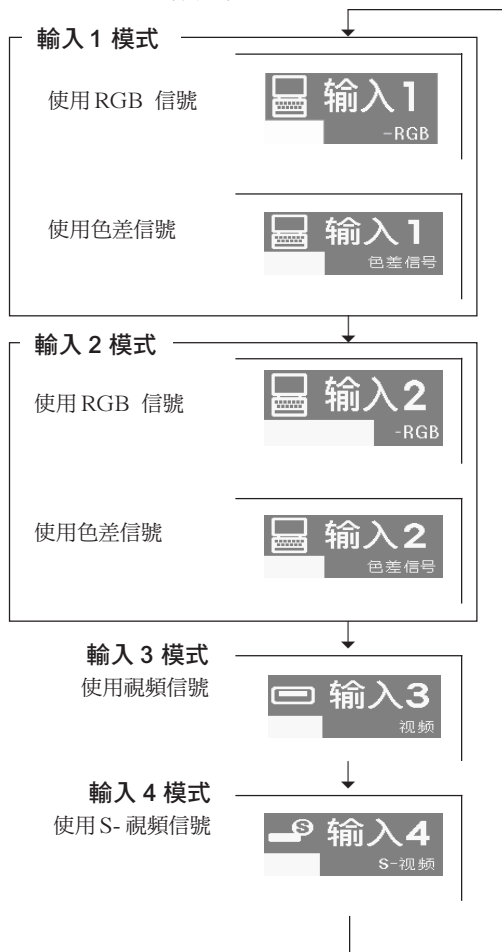 輸入 1 模式
使用 RGB 信號
输入1
-RGB
使用色差信號
输入1
色差信号
輸入 2 模式
使用 RGB 信號
输入2
-RGB
使用色差信號
输入2
色差信号
輸入 3 模式
使用視頻信號
输入3
视频
輸入 4 模式
使用 S- 視頻信號
S
输入4
S-视频